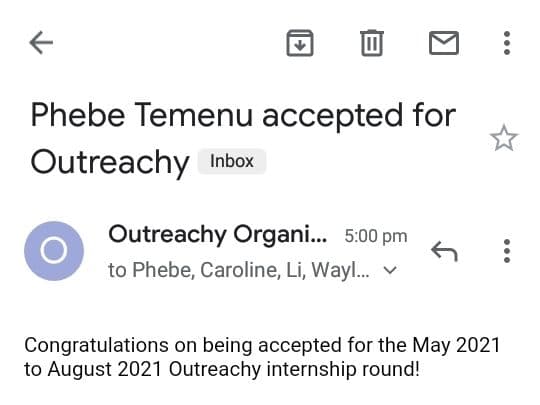 Phebe Temenu accepted for
Outreachy Inbox
O
Outreachy Organi... 5:00 pm
to Phebe, Caroline, Li, Wayl...
Congratulations on being accepted for the May 2021
to August 2021 Outreachy internship round!